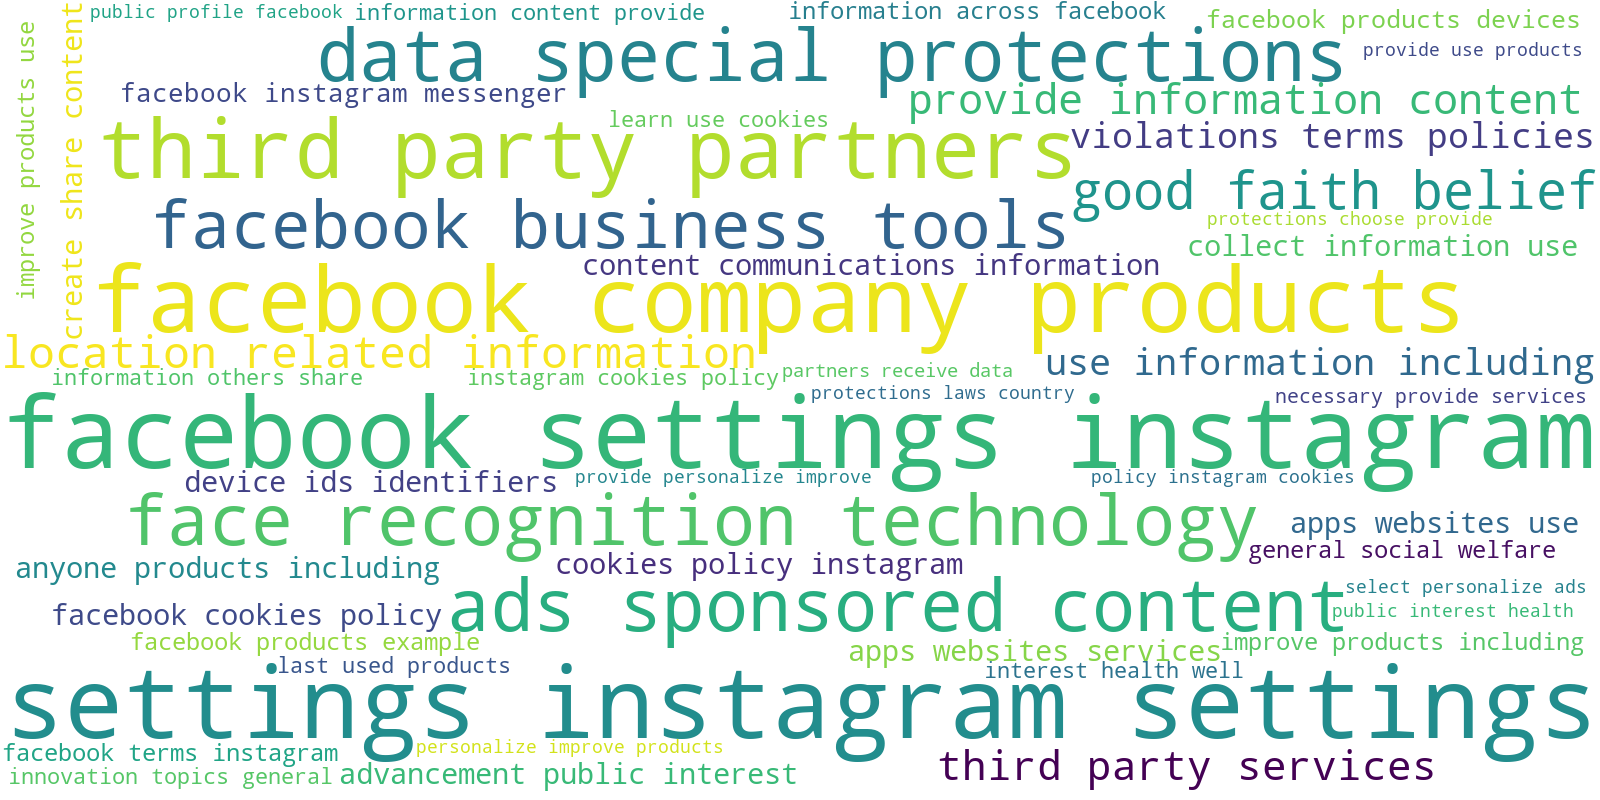 public profile facebook
information content provide
information across facebook
facebook products devices
improve products use
create share content
data special protections
provide use products
facebook instagram messenger
provide information content
learn use cookies
third party partners
violations terms policies
good faith belief
facebook business tools
protections choose provide
collect information use
content communications information
facebook company products
location related information
use information including
information others share
instagram cookies policy
partners receive data
protections laws country
necessary provide services
facebook settings instagram
device ids identifiers
provide personalize improve
policy instagram cookies
face recognition technology
apps websites use
general social welfare
anyone products including
cookies policy instagram
ads sponsored content
select personalize ads
public interest health
facebook cookies policy
facebook products example
apps websites services
improve products including
last used products
interest health well
settings instagram settings
facebook terms instagram
personalize improve products
third party services
innovation topics general
advancement public interest